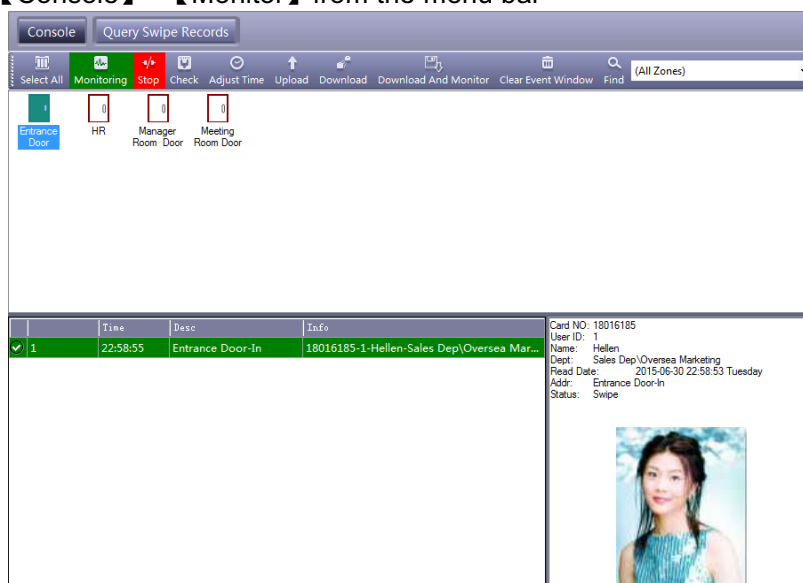 【Console】 【Monitor】from the menu bar
Console Query Swipe Records
Select All Monitoring Stop Check Adjust Time Upload Download Download And Monitor Clear Event Window Find (All Zones)
Entrance Door
HR
Manager Room Door
Meeting Room Door
Time Desc Info
1 22:58:55 Entrance Door-In 18016185-1-Hellen-Sales Dep\Oversea Mar...
Card NO: 18016185
User ID: 1
Name: Hellen
Dept: Sales Dep\Oversea Marketing
Read Date: 2015-06-30 22:58:53 Tuesday
Addr: Entrance Door-In
Status: Swipe